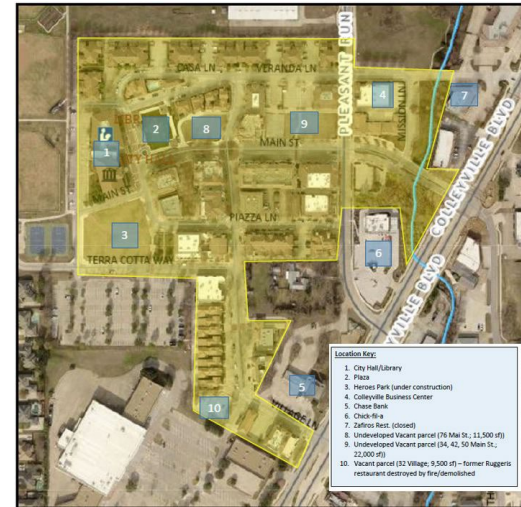 PLEASANT RUN
CASA LN
VERANDA LN
4
7
MISSION LN
LIBR
2
8
9
1
MAIN ST
MAIN ST
COLLEYVILLE BLVD
3
PIAZZA LN
6
TERRA COTTA WAY
YVILLE BLVD
5
10
VILLAGE LN
Location Key:
1. City Hall/Library
2. Plaza
3. Heroes Park (under construction)
4. Colleyville Business Center
5. Chase Bank
6. Chick-fil-a
7. Zafiros Rest. (closed)
8. Undeveloped Vacant parcel (76 Mai St.; 11,500 sf))
9. Undeveloped Vacant parcel (34, 42, 50 Main St.;
22,000 sf))
10. Vacant parcel (32 Village; 9,500 sf) – former Ruggeris
restaurant destroyed by fire/demolished